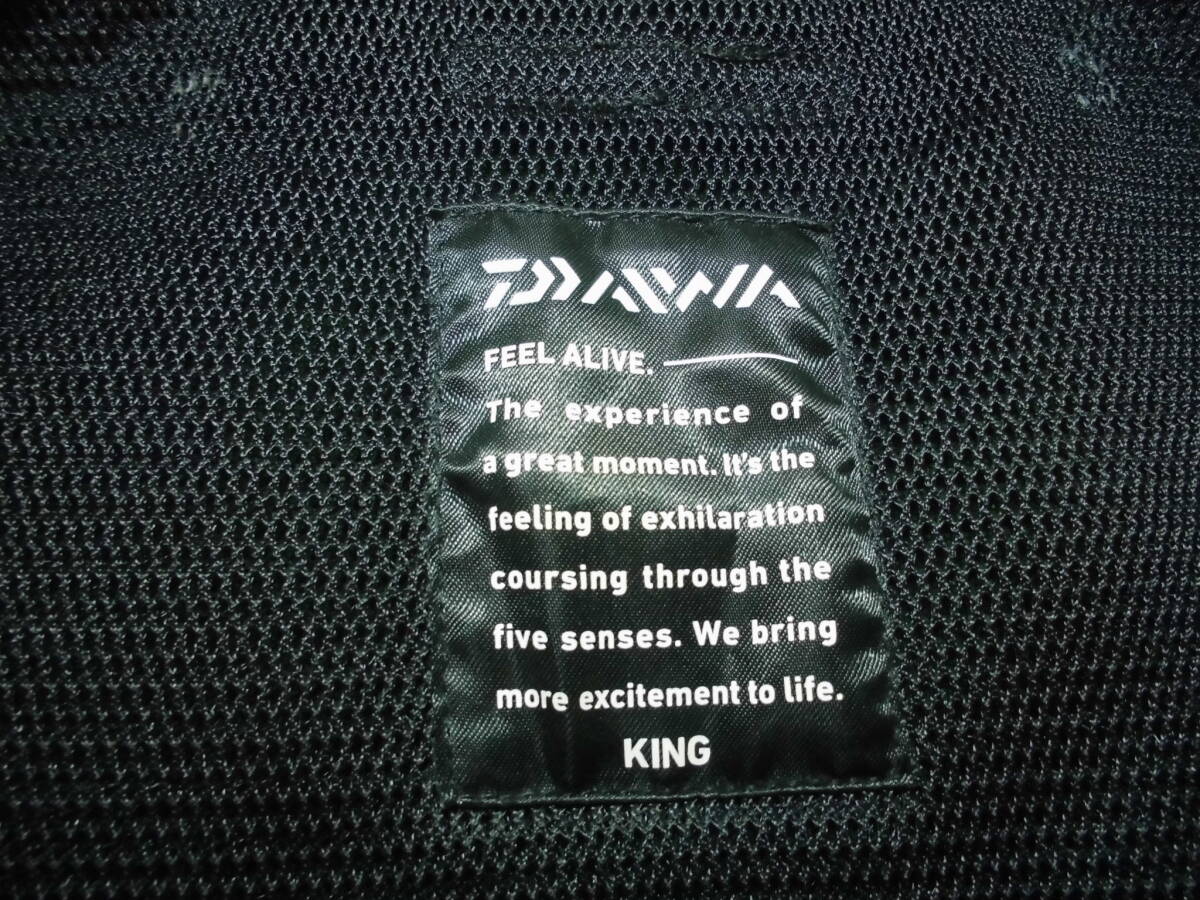 DAIWA
FEEL ALIVE.
The experience of
a great moment. It's the
feeling of exhilaration
coursing through the
five senses. We bring
more excitement to life.
KING